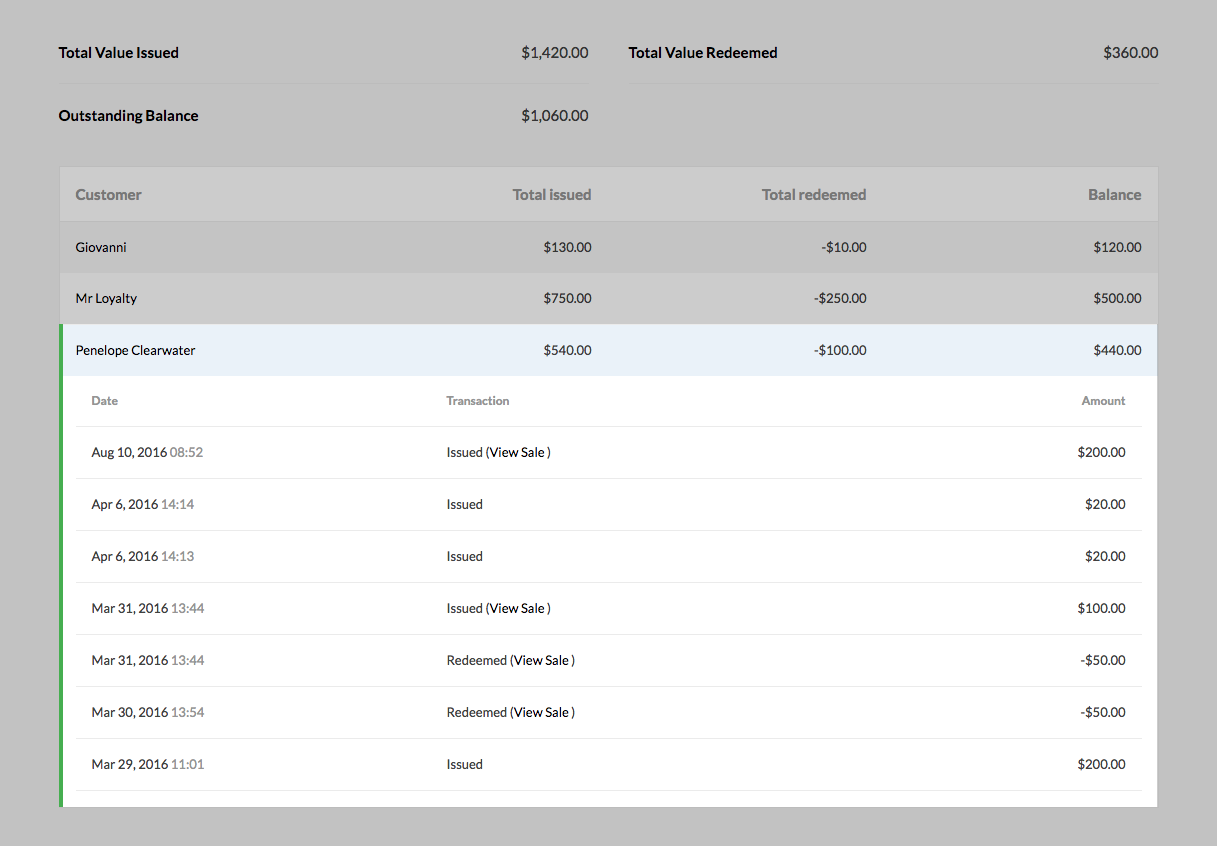 Total Value Issued $1,420.00 Total Value Redeemed $360.00
Outstanding Balance $1,060.00
Customer Total issued Total redeemed Balance
Giovanni $130.00 -$10.00 $120.00
Mr Loyalty $750.00 -$250.00 $500.00
Penelope Clearwater $540.00 -$100.00 $440.00
Date Transaction Amount
Aug 10, 2016 08:52 Issued (View Sale ) $200.00
Apr 6, 2016 14:14 Issued $20.00
Apr 6, 2016 14:13 Issued $20.00
Mar 31, 2016 13:44 Issued (View Sale ) $100.00
Mar 31, 2016 13:44 Redeemed (View Sale ) -$50.00
Mar 30, 2016 13:54 Redeemed (View Sale ) -$50.00
Mar 29, 2016 11:01 Issued $200.00